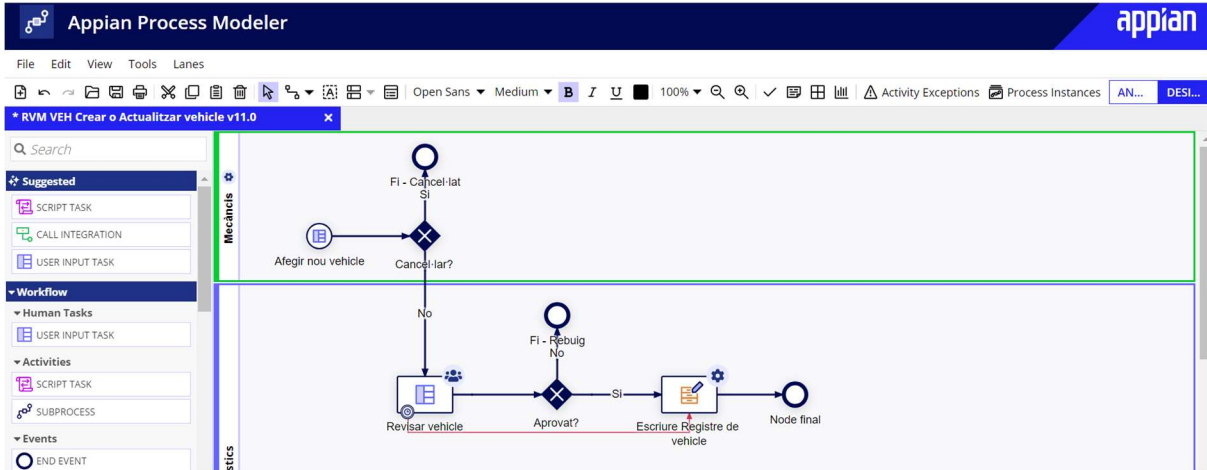 Appian Process Modeler
appian
File Edit View Tools Lanes
Open Sans Medium B I U 100% Activity Exceptions Process Instances AN... DESI...
* RVM VEH Crear o Actualitzar vehicle v11.0 x
Search
Suggested
SCRIPT TASK
CALL INTEGRATION
USER INPUT TASK
Workflow
Human Tasks
USER INPUT TASK
Activities
SCRIPT TASK
SUBPROCESS
Events
END EVENT
Mecàncis
Fi - Cancel·lat
Si
Afegir nou vehicle
Cancel·lar?
No
Fi - Rebuig
No
Revisar vehicle
Aprovat?
Si
Escriure Registre de
vehicle
Node final
stics